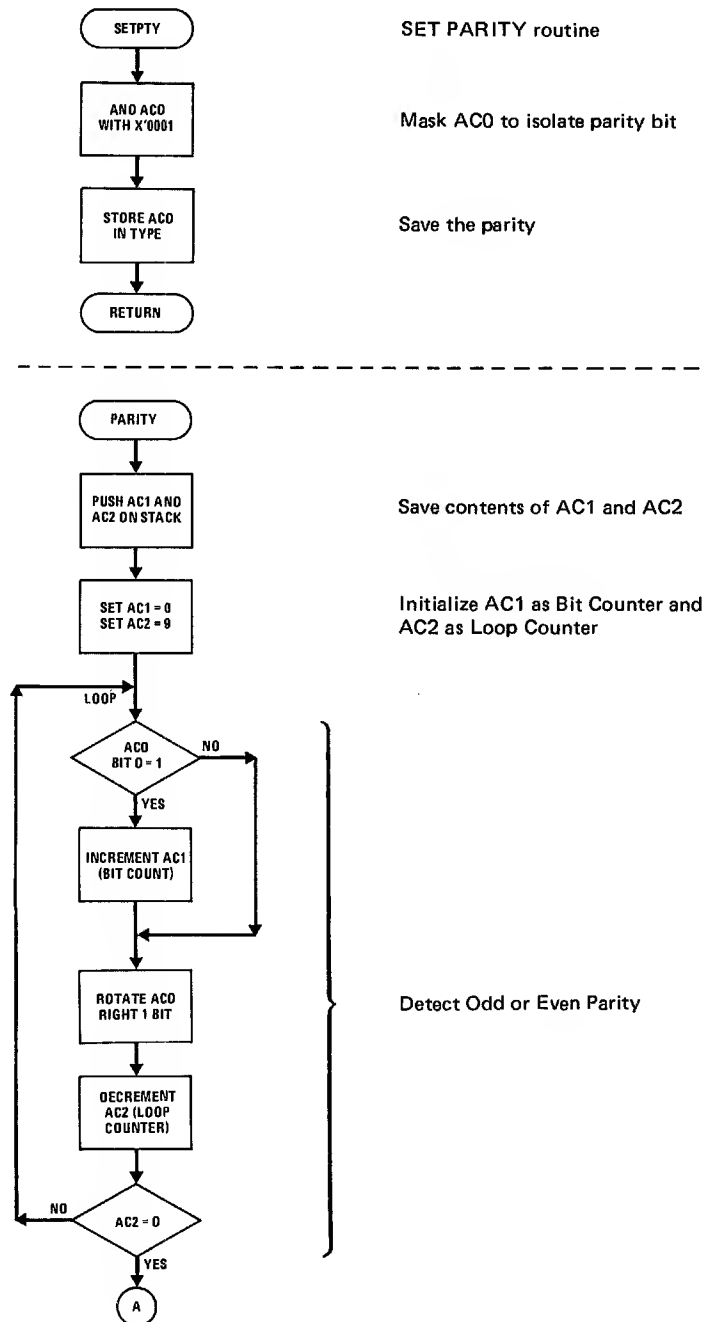 SETPTY
SET PARITY routine
AND AC0
WITH X'0001
Mask AC0 to isolate parity bit
STORE AC0
IN TYPE
Save the parity
RETURN
PARITY
PUSH AC1 AND
AC2 ON STACK
Save contents of AC1 and AC2
SET AC1 = 0
SET AC2 = 9
Initialize AC1 as Bit Counter and
AC2 as Loop Counter
LOOP
AC0
BIT 0 = 1
NO
YES
INCREMENT AC1
(BIT COUNT)
ROTATE AC0
RIGHT 1 BIT
Detect Odd or Even Parity
DECREMENT
AC2 (LOOP
COUNTER)
NO
AC2 = 0
YES
A